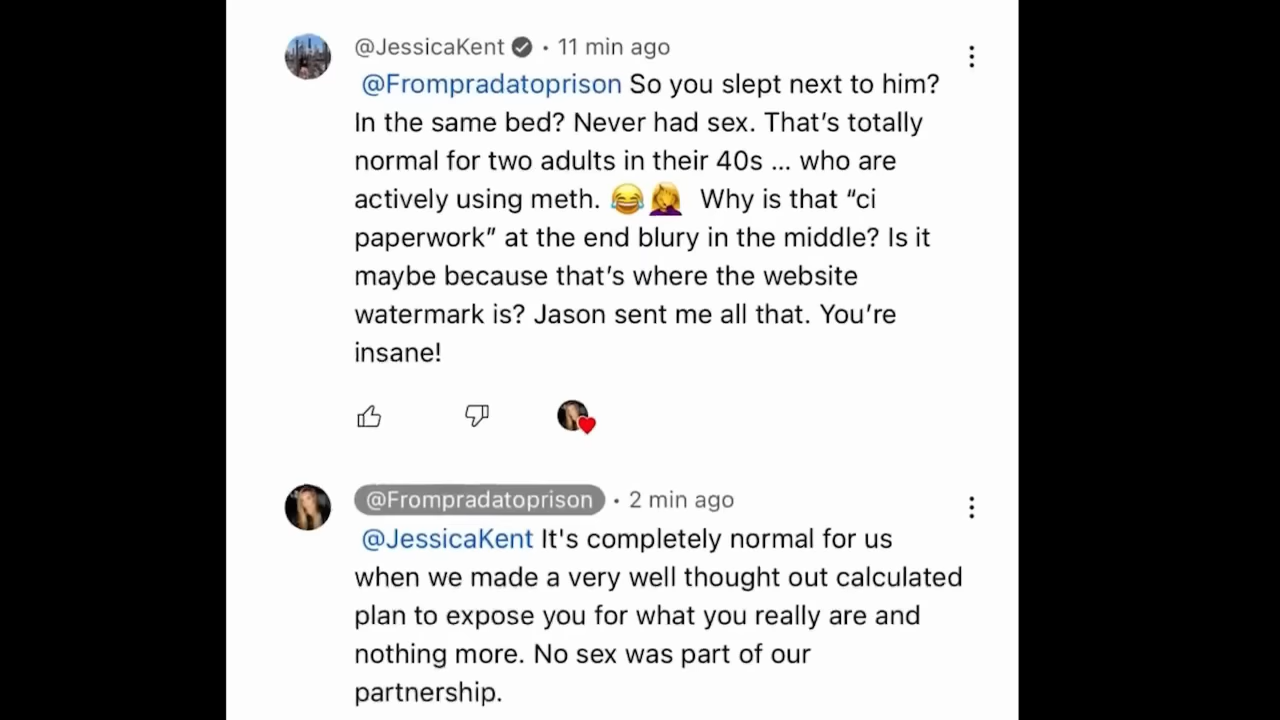 @JessicaKent • 11 min ago
@Frompradatoprison So you slept next to him?
In the same bed? Never had sex. That's totally
normal for two adults in their 40s ... who are
actively using meth. 😂🤦‍♀️ Why is that “ci
paperwork” at the end blury in the middle? Is it
maybe because that's where the website
watermark is? Jason sent me all that. You're
insane!
@Frompradatoprison • 2 min ago
@JessicaKent It's completely normal for us
when we made a very well thought out calculated
plan to expose you for what you really are and
nothing more. No sex was part of our
partnership.